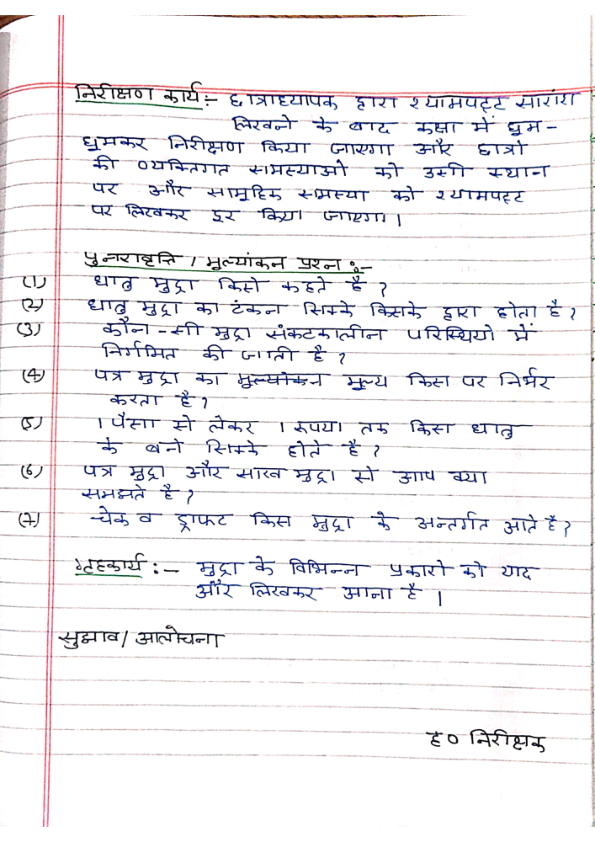 निरीक्षण कार्य :- छात्राध्यापक द्वारा श्यामपट्ट सारांश
लिखने के बाद कक्षा में घुम-
घुमकर निरीक्षण किया जाएगा और छात्रों
की व्यक्तिगत समस्याओं को उसी स्थान
पर और सामुहिक समस्या को श्यामपट्ट
पर लिखकर दूर किया जाएगा।
पुनरावृत्ति / मुल्यांकन प्रश्न :-
(1) धातु मुद्रा किसे कहते है ?
(2) धातु मुद्रा का टंकन सिक्के किसके द्वारा होता है ?
(3) कौन-सी मुद्रा संकटकालीन परिस्थियो में
निर्गमित की जाती है ?
(4) पत्र मुद्रा का मुल्यांकन मूल्य किस पर निर्भर
करता है ?
(5) 1 पैसा से लेकर 1 रूपया तक किस धातु
के बने सिक्के होते है ?
(6) पत्र मुद्रा और साख मुद्रा से आप क्या
समझते है ?
(7) चेक व ड्राफट किस मुद्रा के अन्तर्गत आते है ?
गृहकार्य :- मुद्रा के विभिन्न प्रकारो को याद
और लिखकर आना है।
सुझाव / आलोचना
ह० निरीक्षक